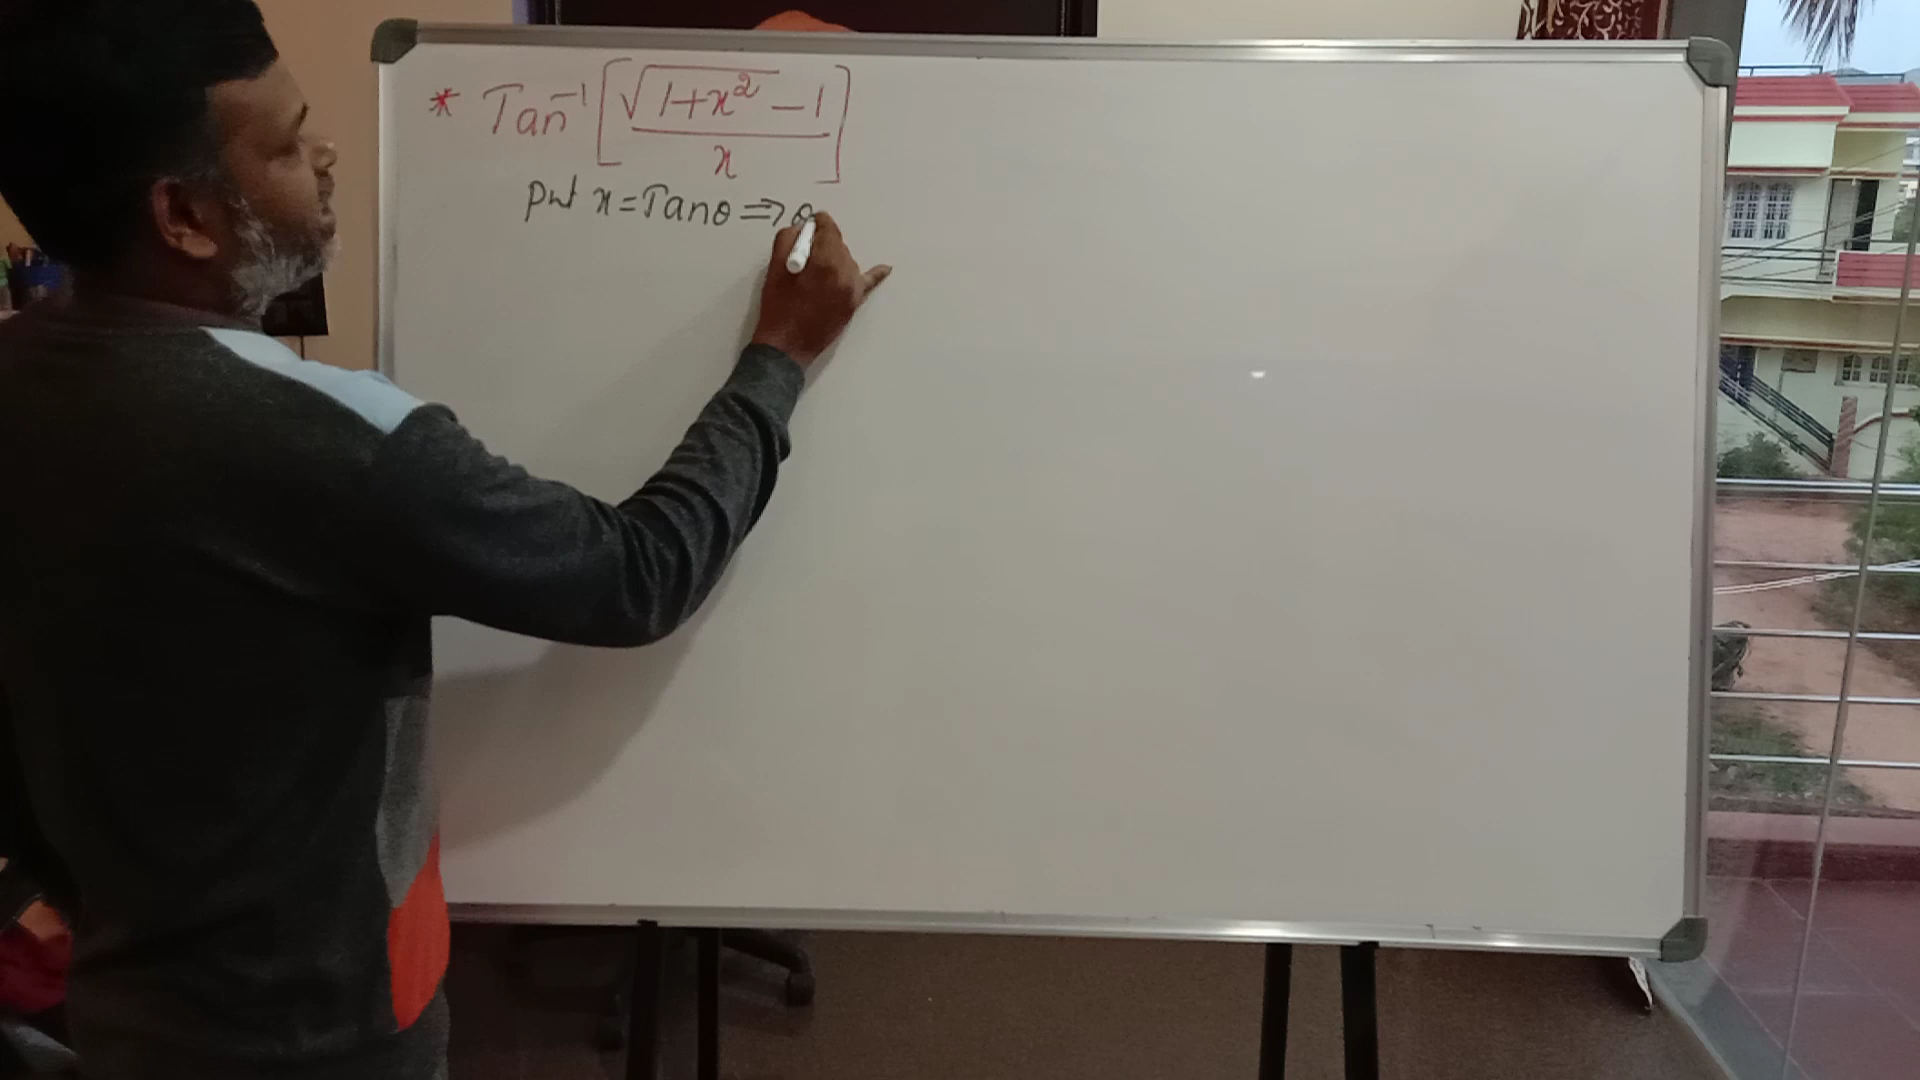 * Tan⁻¹ [(√(1+x²) - 1)/x]
Put x = Tanθ ⇒ θ